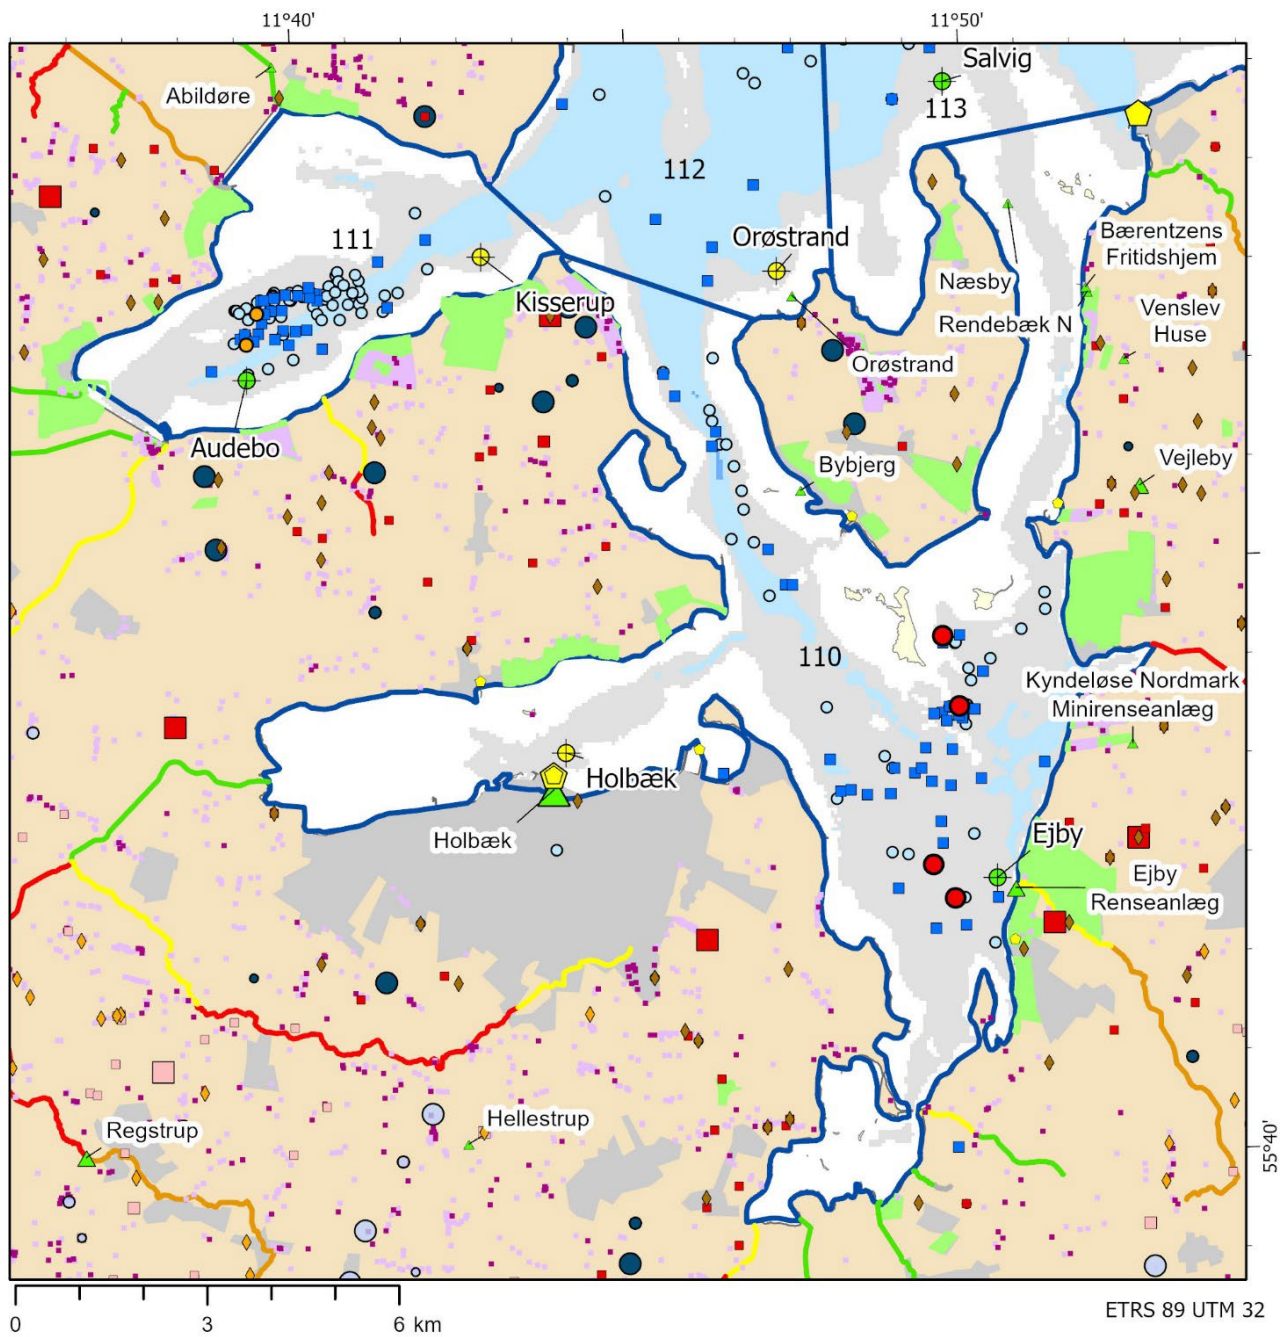 11°40'
11°50'
Abildøre
Salvig
113
112
111
Orøstrand
Kisserup
Bærentzens
Fritidshjem
Næsby
Venslev
Huse
Rendebæk N
Orøstrand
Audebo
Bybjerg
Vejleby
110
Kyndeløse Nordmark
Minirenseanlæg
Holbæk
Holbæk
Ejby
Ejby
Renseanlæg
Hellestrup
Regstrup
55°40'
0 3 6 km
ETRS 89 UTM 32